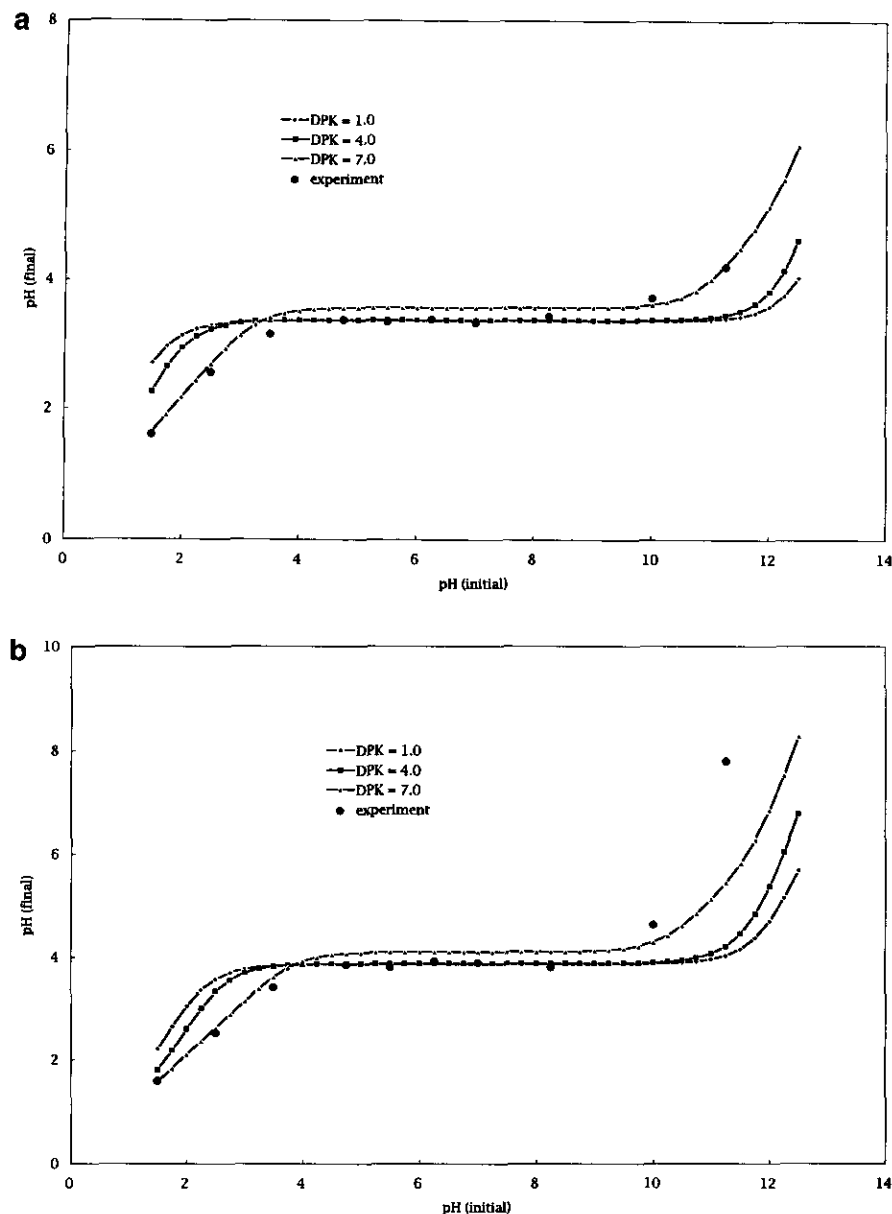 a
8
6
4
2
0
pH (final)
DPK = 1.0
DPK = 4.0
DPK = 7.0
experiment
0 2 4 6 8 10 12 14
pH (initial)
b
10
8
6
4
2
0
pH (final)
DPK = 1.0
DPK = 4.0
DPK = 7.0
experiment
0 2 4 6 8 10 12 14
pH (initial)